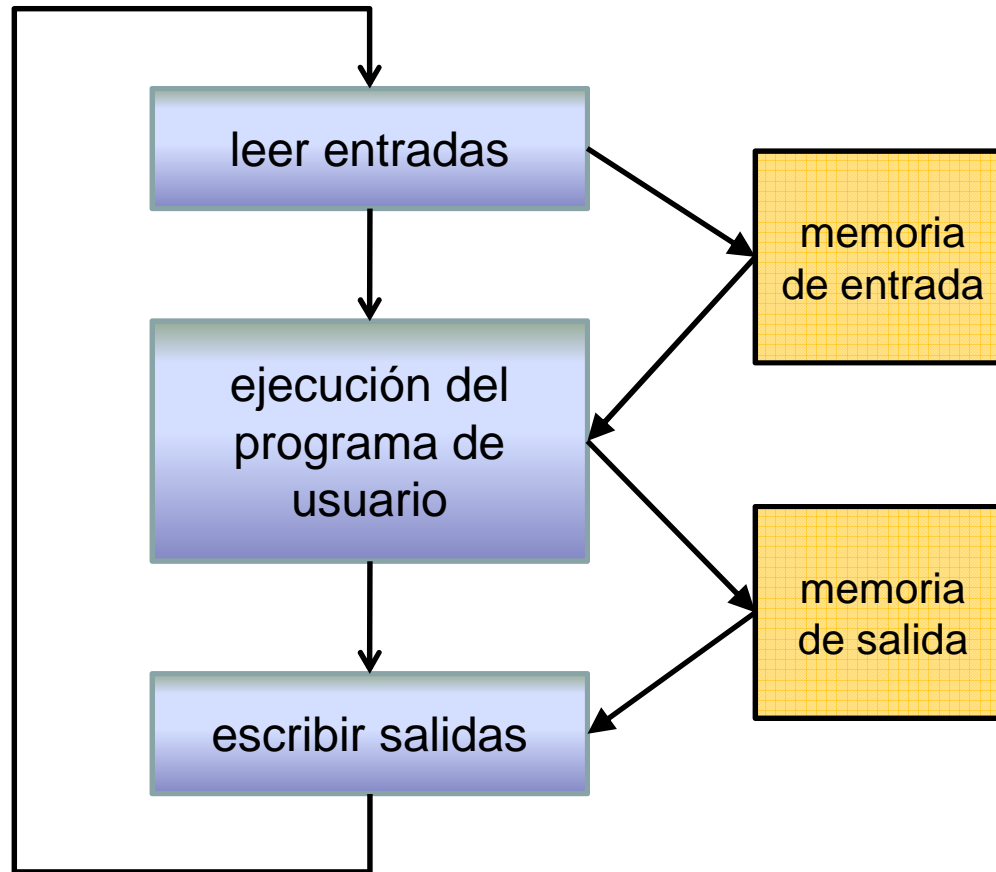 leer entradas
memoria
de entrada
ejecución del
programa de
usuario
memoria
de salida
escribir salidas